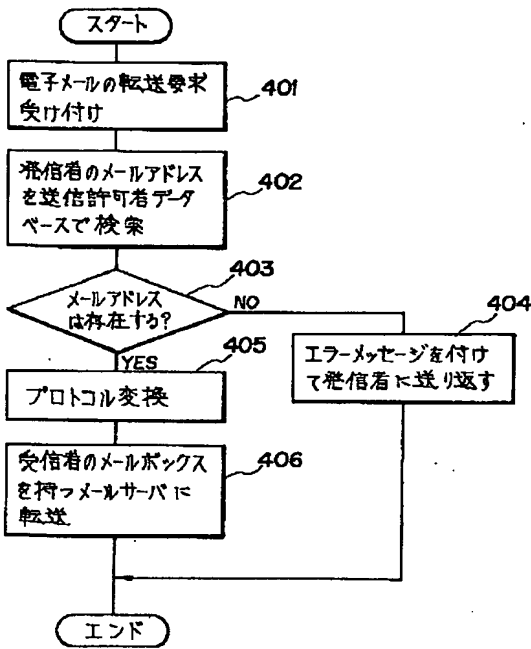 スタート
電子メールの転送要求
受け付け
401
発信者のメールアドレス
を送信許可者データ
ベースで検索
402
403
メールアドレス
は存在する?
NO
404
エラーメッセージを付け
て発信者に送り返す
YES
405
プロトコル変換
受信者のメールボックス
を持つメールサーバに
転送
406
エンド